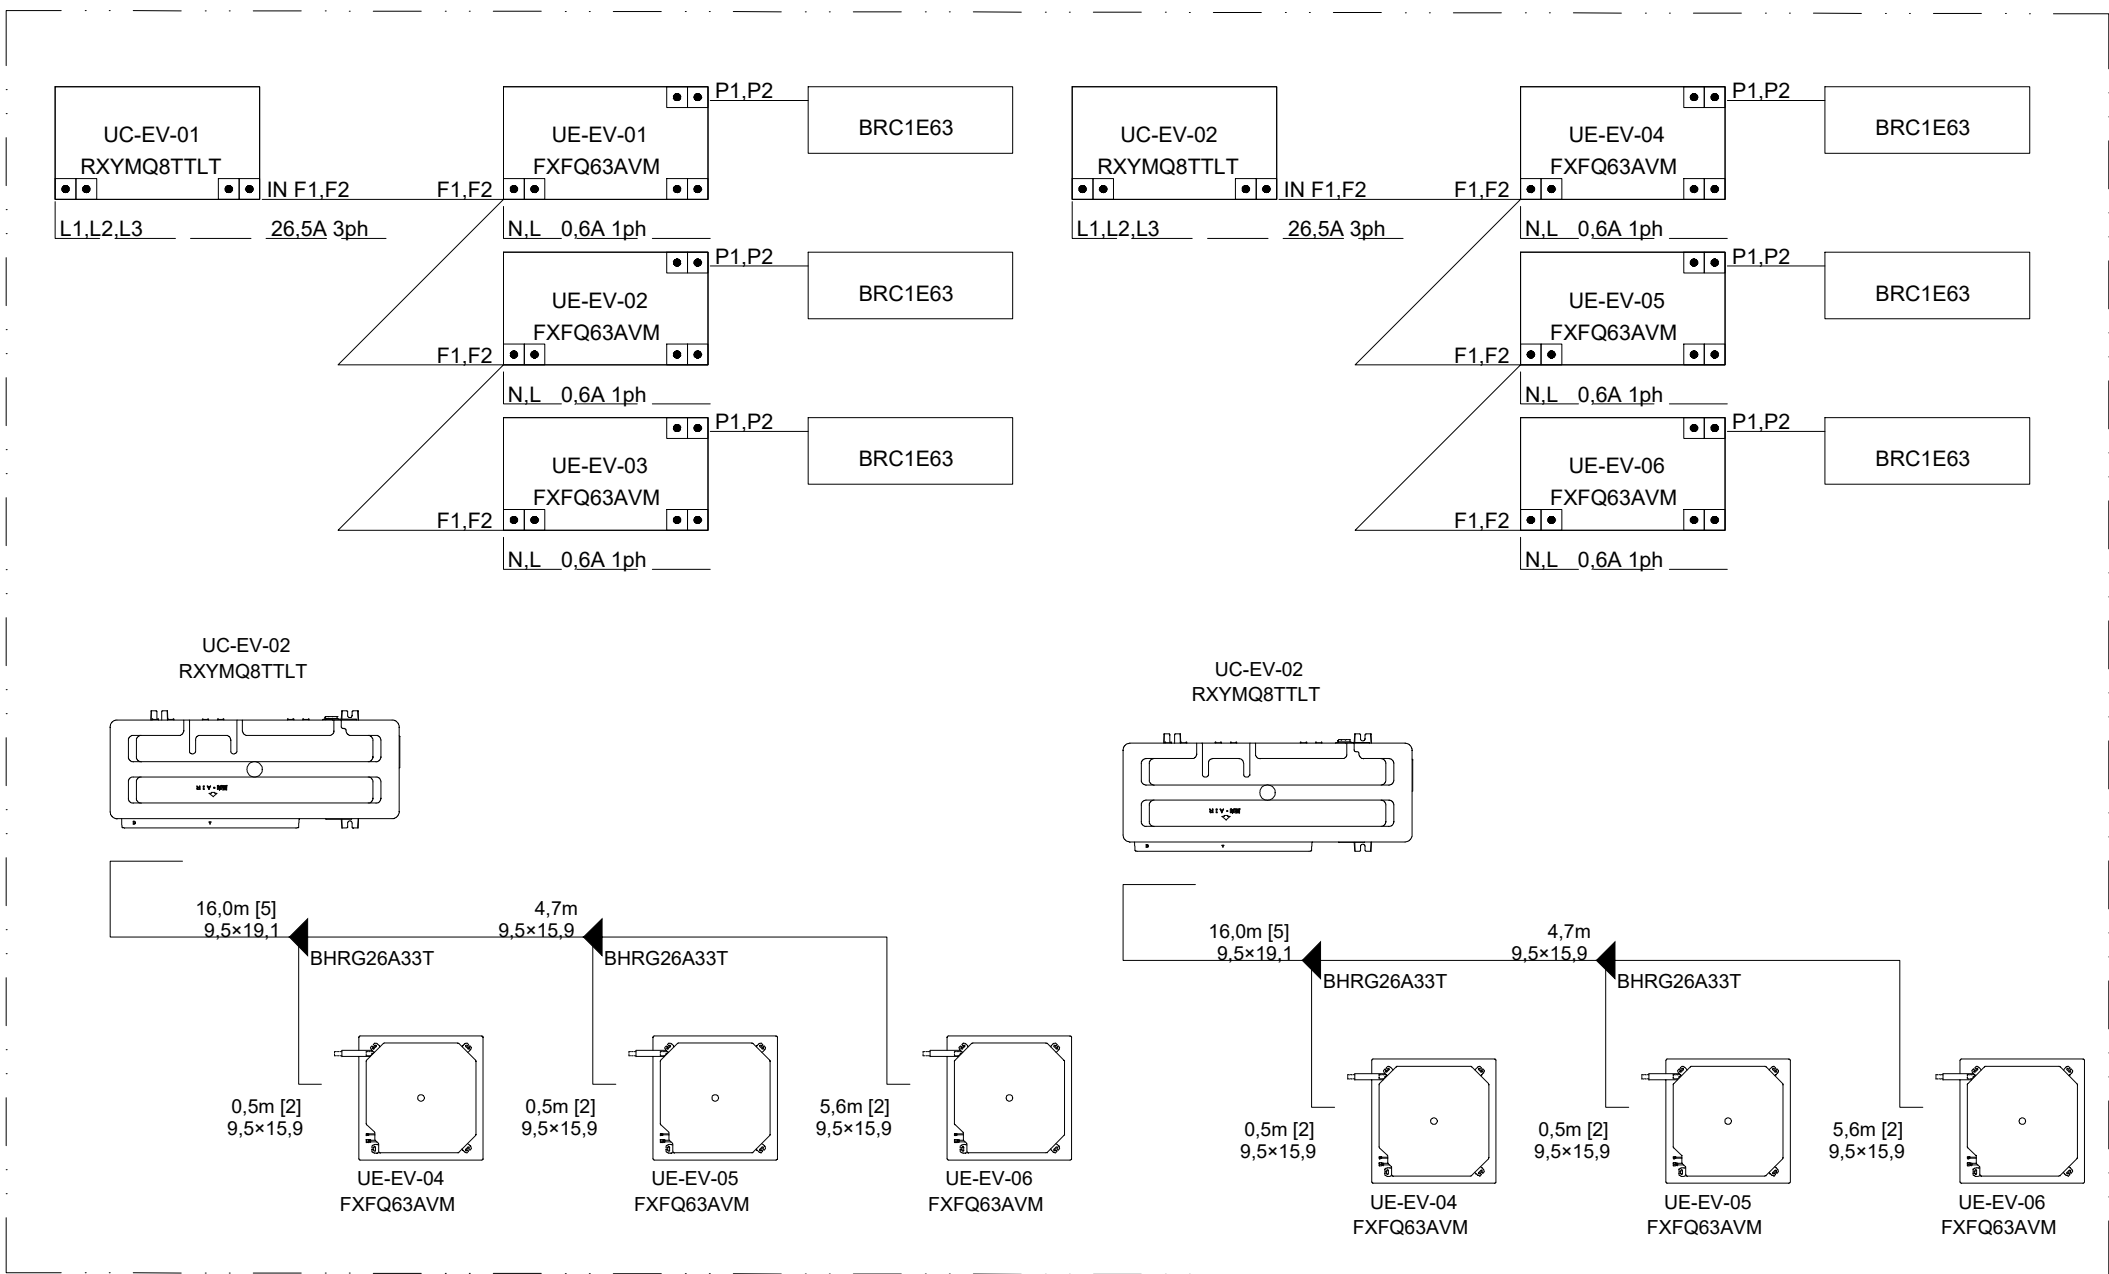 UC-EV-01
RXYMQ8TTLT
IN F1,F2
L1,L2,L3
26,5A 3ph
F1,F2
UE-EV-01
FXFQ63AVM
P1,P2
BRC1E63
N,L
0,6A 1ph
UE-EV-02
FXFQ63AVM
P1,P2
BRC1E63
F1,F2
N,L
0,6A 1ph
UE-EV-03
FXFQ63AVM
P1,P2
BRC1E63
F1,F2
N,L
0,6A 1ph
UC-EV-02
RXYMQ8TTLT
IN F1,F2
L1,L2,L3
26,5A 3ph
F1,F2
UE-EV-04
FXFQ63AVM
P1,P2
BRC1E63
N,L
0,6A 1ph
UE-EV-05
FXFQ63AVM
P1,P2
BRC1E63
F1,F2
N,L
0,6A 1ph
UE-EV-06
FXFQ63AVM
P1,P2
BRC1E63
F1,F2
N,L
0,6A 1ph
UC-EV-02
RXYMQ8TTLT
16,0m [5]
9,5×19,1
BHRG26A33T
4,7m
9,5×15,9
BHRG26A33T
0,5m [2]
9,5×15,9
UE-EV-04
FXFQ63AVM
0,5m [2]
9,5×15,9
UE-EV-05
FXFQ63AVM
5,6m [2]
9,5×15,9
UE-EV-06
FXFQ63AVM
UC-EV-02
RXYMQ8TTLT
16,0m [5]
9,5×19,1
BHRG26A33T
4,7m
9,5×15,9
BHRG26A33T
0,5m [2]
9,5×15,9
UE-EV-04
FXFQ63AVM
0,5m [2]
9,5×15,9
UE-EV-05
FXFQ63AVM
5,6m [2]
9,5×15,9
UE-EV-06
FXFQ63AVM